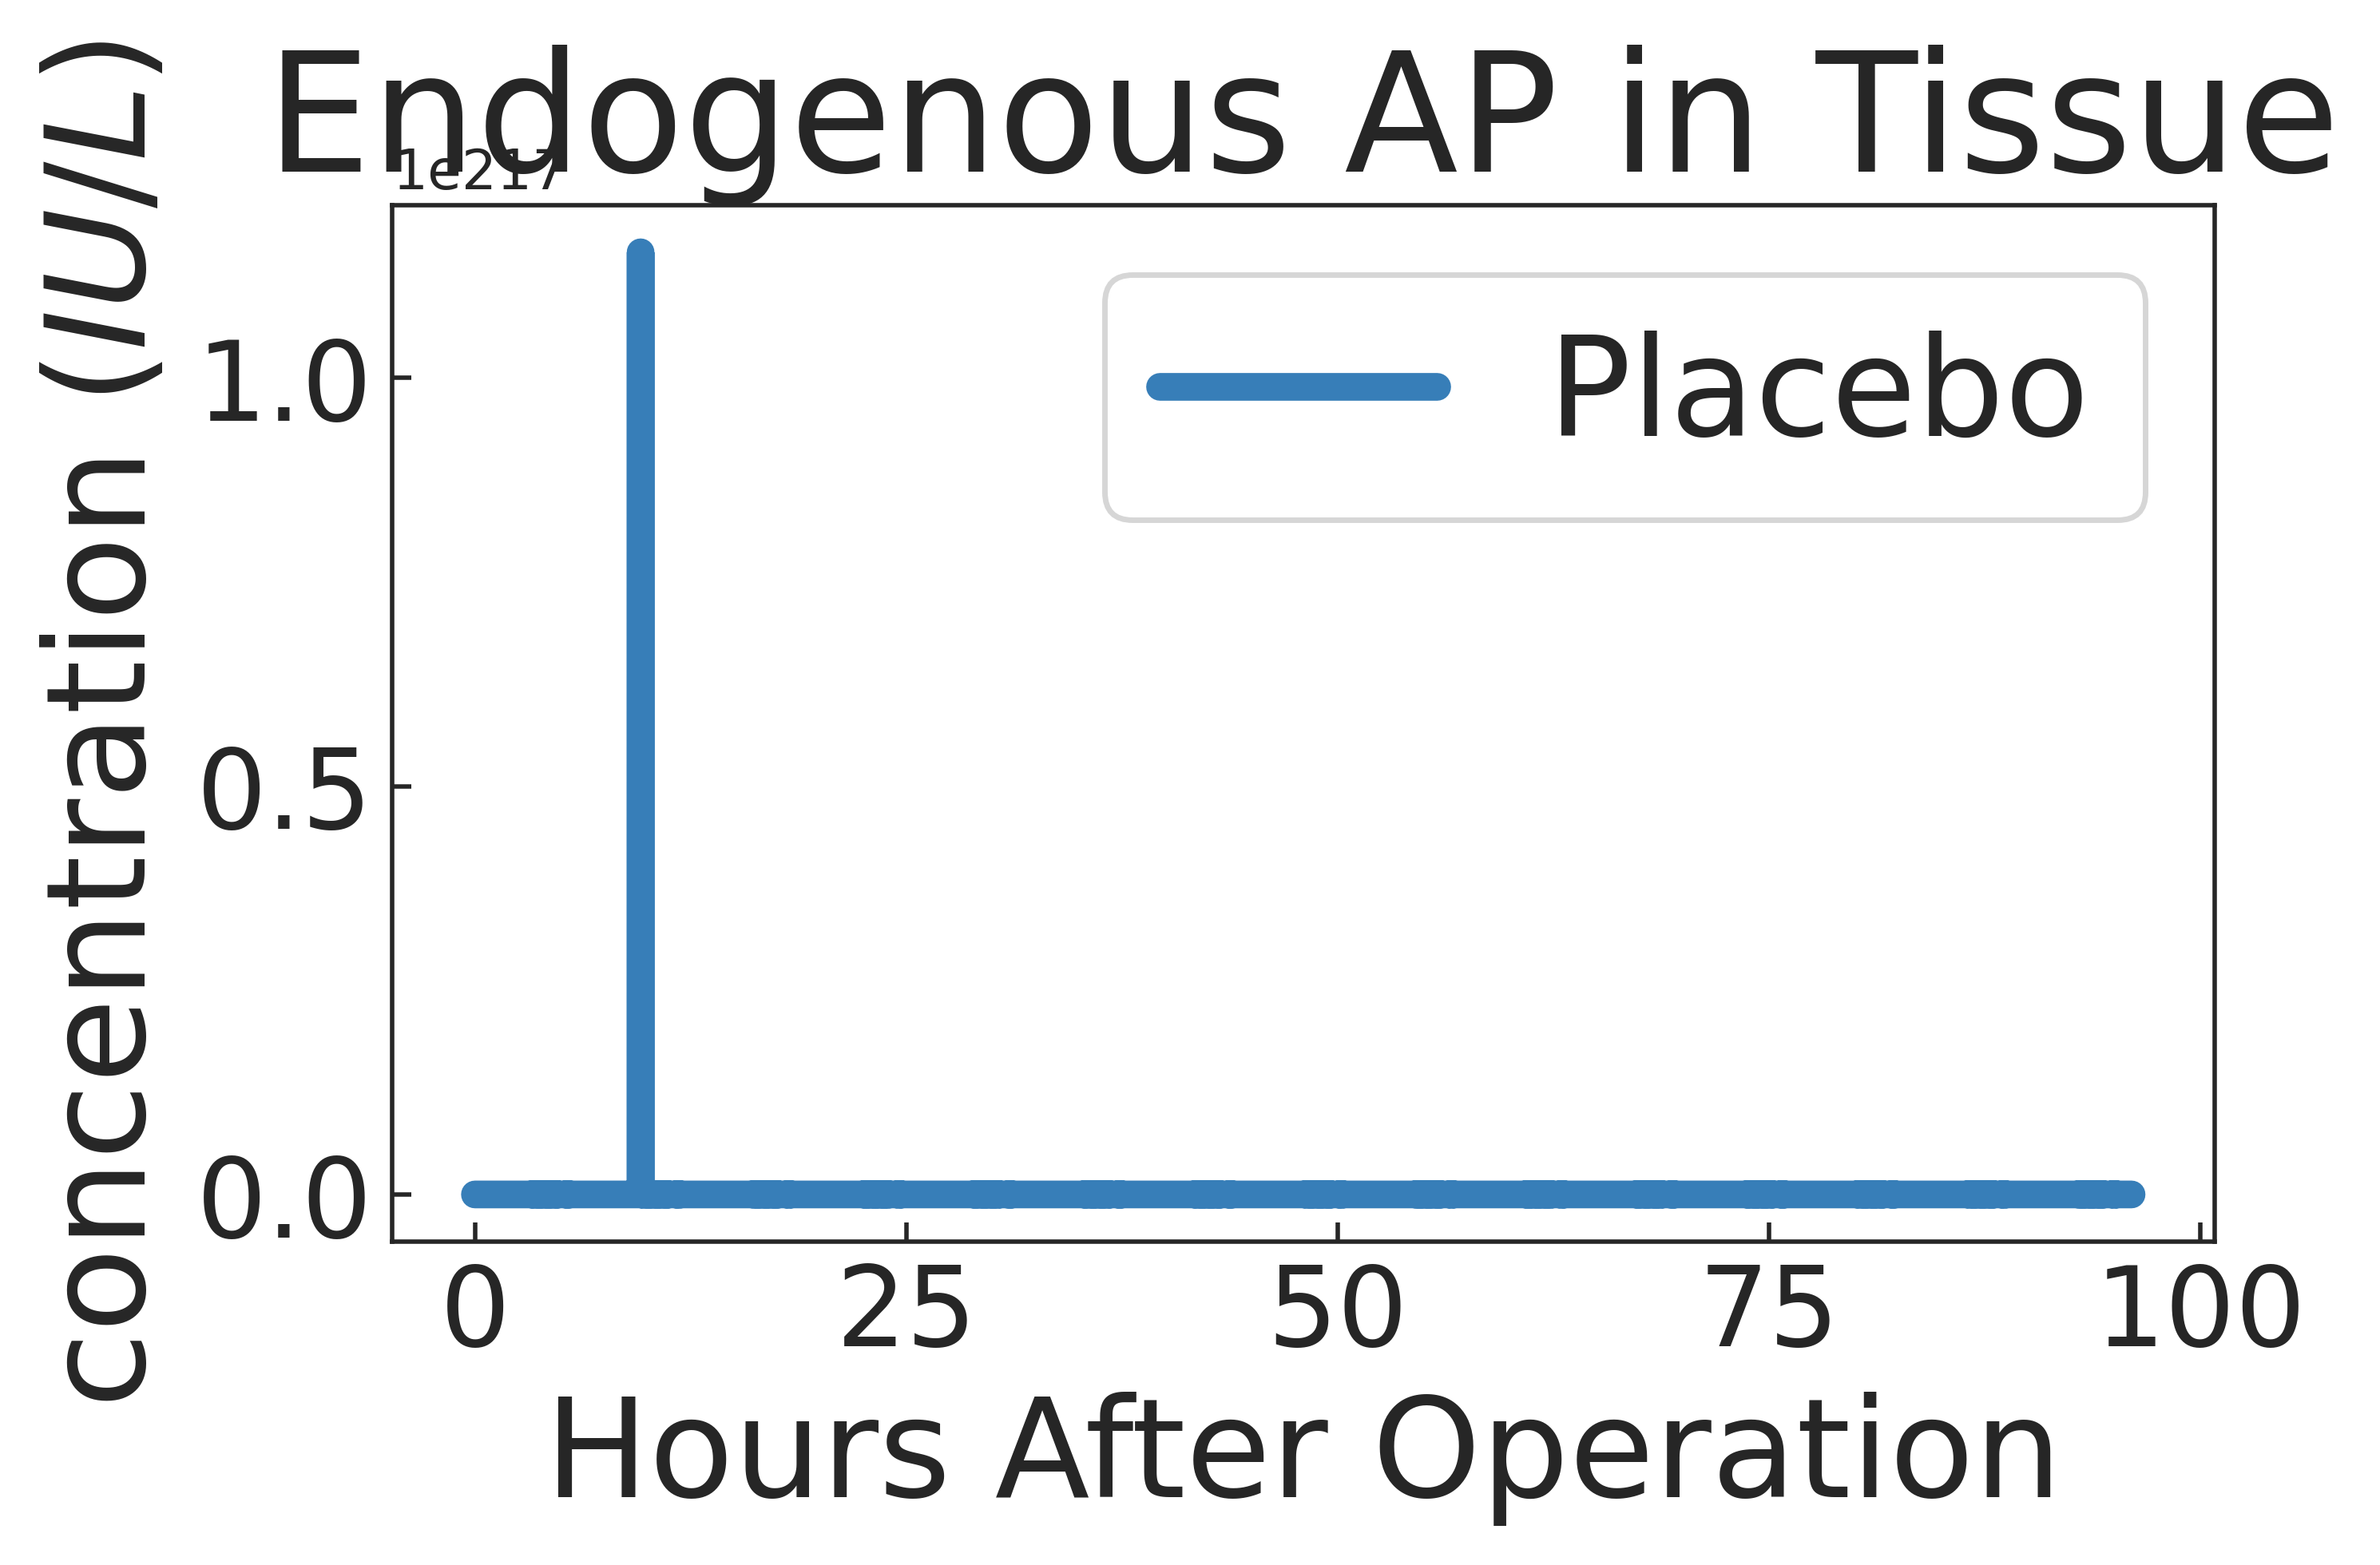 Endogenous AP in Tissue
1e217
concentration (IU/L)
1.0
0.5
0.0
Placebo
0 25 50 75 100
Hours After Operation